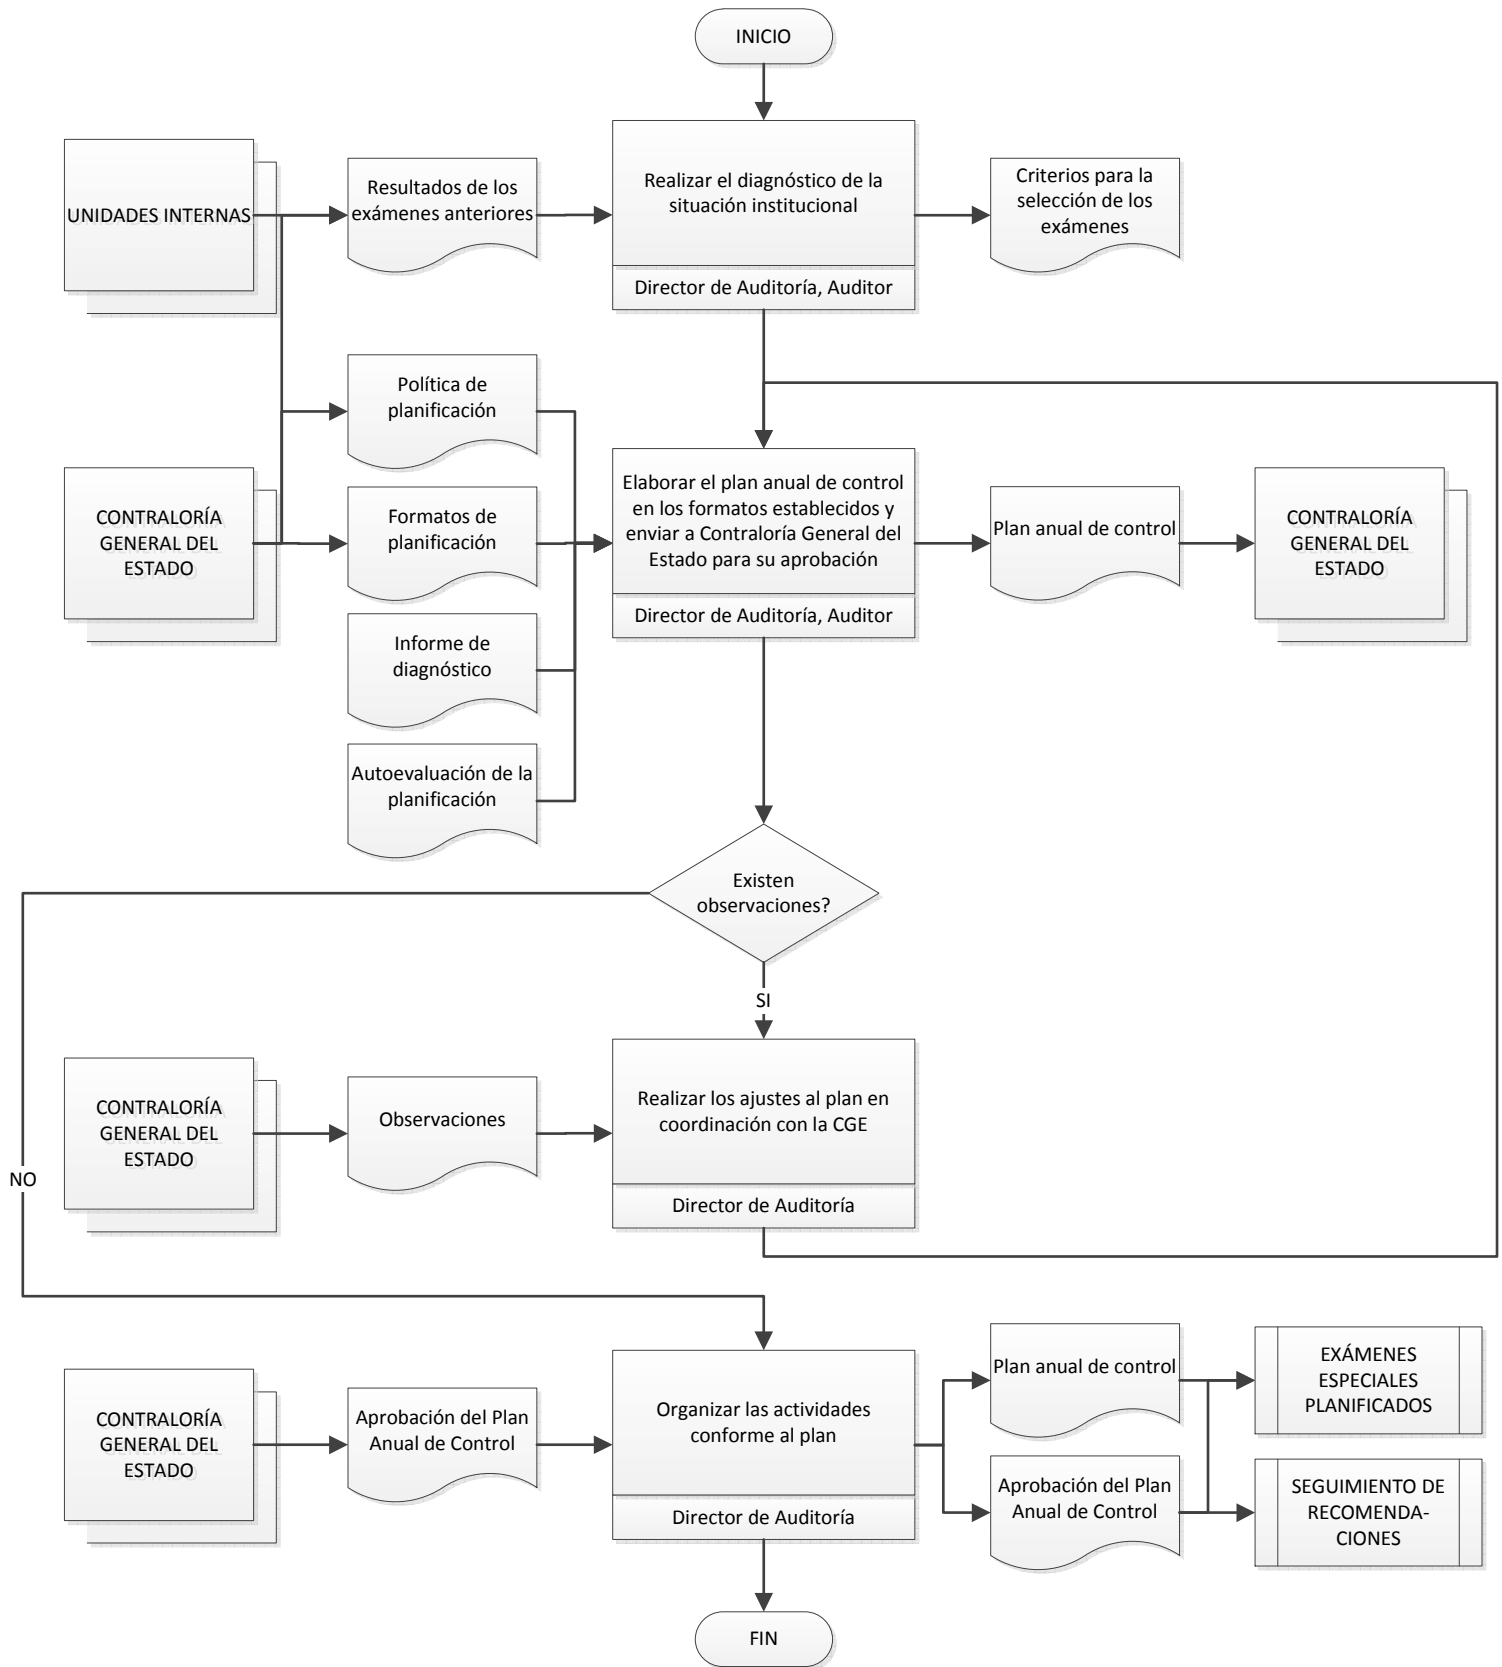 INICIO
UNIDADES INTERNAS
Resultados de los
exámenes anteriores
Realizar el diagnóstico de la
situación institucional
Director de Auditoría, Auditor
Criterios para la
selección de los
exámenes
Política de
planificación
CONTRALORÍA
GENERAL DEL
ESTADO
Formatos de
planificación
Informe de
diagnóstico
Autoevaluación de la
planificación
Elaborar el plan anual de control
en los formatos establecidos y
enviar a Contraloría General del
Estado para su aprobación
Director de Auditoría, Auditor
Plan anual de control
CONTRALORÍA
GENERAL DEL
ESTADO
Existen
observaciones?
SI
NO
CONTRALORÍA
GENERAL DEL
ESTADO
Observaciones
Realizar los ajustes al plan en
coordinación con la CGE
Director de Auditoría
CONTRALORÍA
GENERAL DEL
ESTADO
Aprobación del Plan
Anual de Control
Organizar las actividades
conforme al plan
Director de Auditoría
Plan anual de control
Aprobación del Plan
Anual de Control
EXÁMENES
ESPECIALES
PLANIFICADOS
SEGUIMIENTO DE
RECOMENDA-
CIONES
FIN